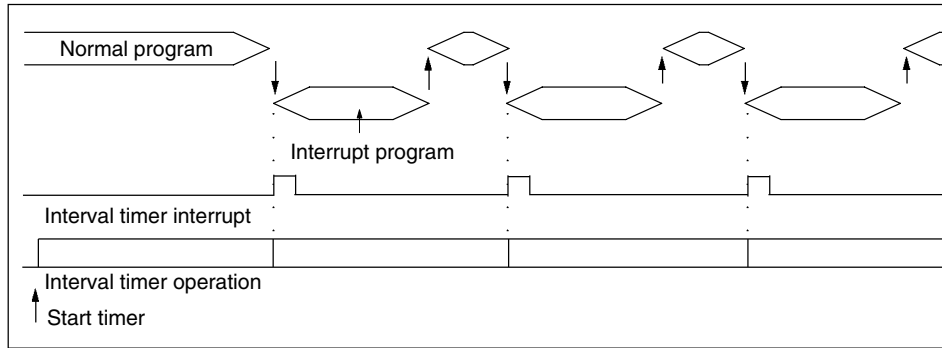 Normal program
Interrupt program
Interval timer interrupt
Interval timer operation
Start timer